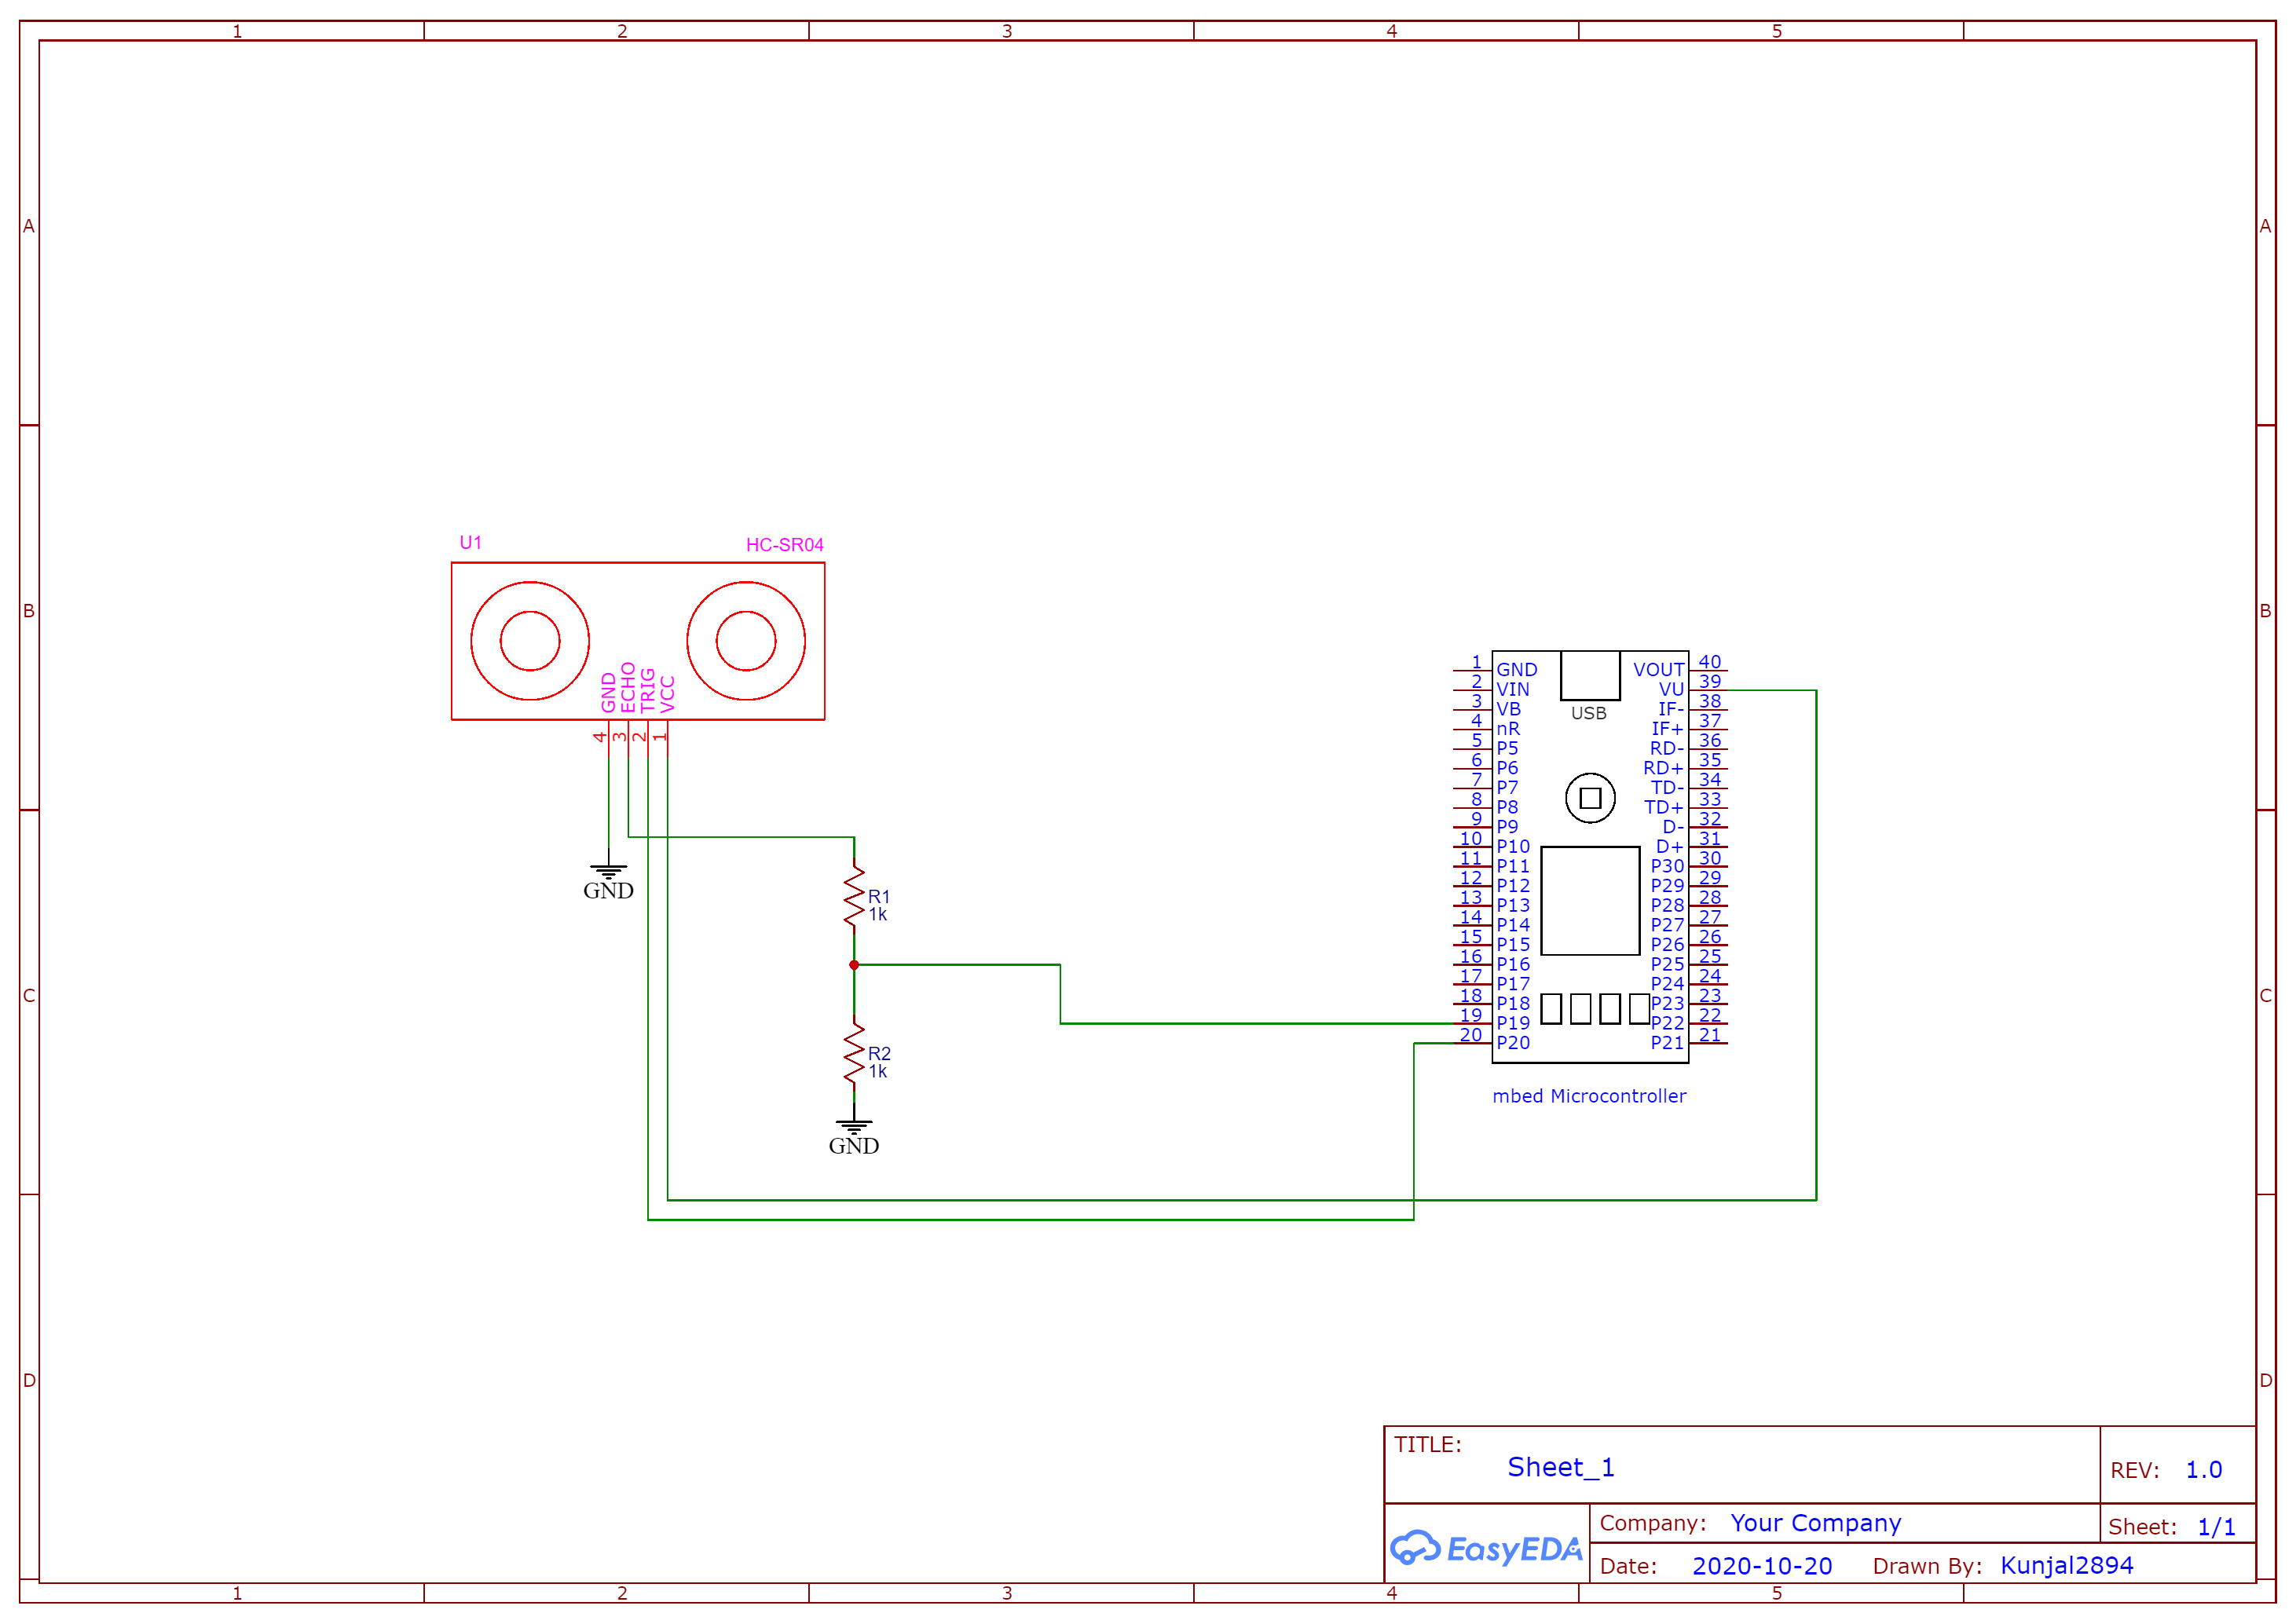 1 2 3 4 5
A A
B B
C C
D D
U1 HC-SR04
GND
ECHO
TRIG
VCC
4 3 2 1
GND
R1
1k
R2
1k
GND
1 GND VOUT 40
2 VIN VU 39
3 VB IF- 38
4 nR IF+ 37
5 P5 RD- 36
6 P6 RD+ 35
7 P7 TD- 34
8 P8 TD+ 33
9 P9 D- 32
10 P10 D+ 31
11 P11 P30 30
12 P12 P29 29
13 P13 P28 28
14 P14 P27 27
15 P15 P26 26
16 P16 P25 25
17 P17 P24 24
18 P18 P23 23
19 P19 P22 22
20 P20 P21 21
USB
mbed Microcontroller
TITLE:
Sheet_1
REV: 1.0
EasyEDA
Company: Your Company
Sheet: 1/1
Date: 2020-10-20 Drawn By: Kunjal2894
1 2 3 4 5